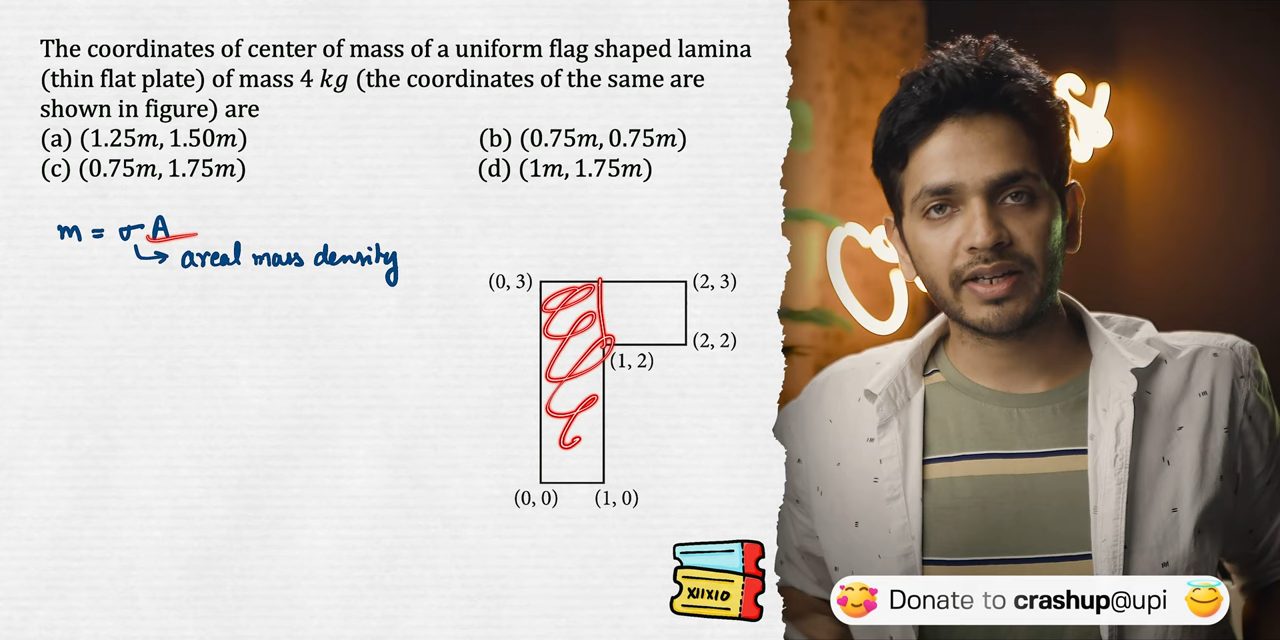 The coordinates of center of mass of a uniform flag shaped lamina
(thin flat plate) of mass 4 kg (the coordinates of the same are
shown in figure) are
(a) (1.25m, 1.50m)
(b) (0.75m, 0.75m)
(c) (0.75m, 1.75m)
(d) (1m, 1.75m)
m = σ A
areal mass density
(0, 3)
(2, 3)
(2, 2)
(1, 2)
(0, 0)
(1, 0)
XIIXIO
Donate to crashup@upi